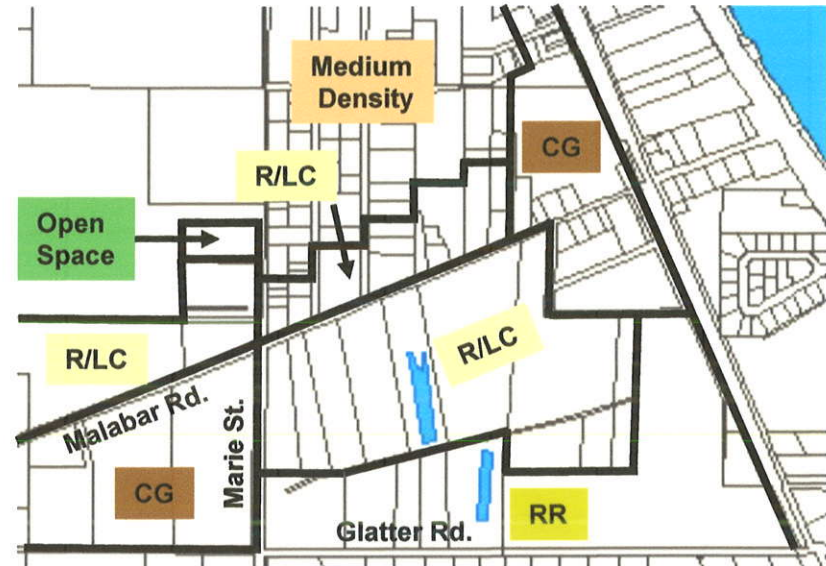 Medium
Density
CG
R/LC
Open
Space
R/LC
R/LC
Malabar Rd.
Marie St.
CG
RR
Glatter Rd.